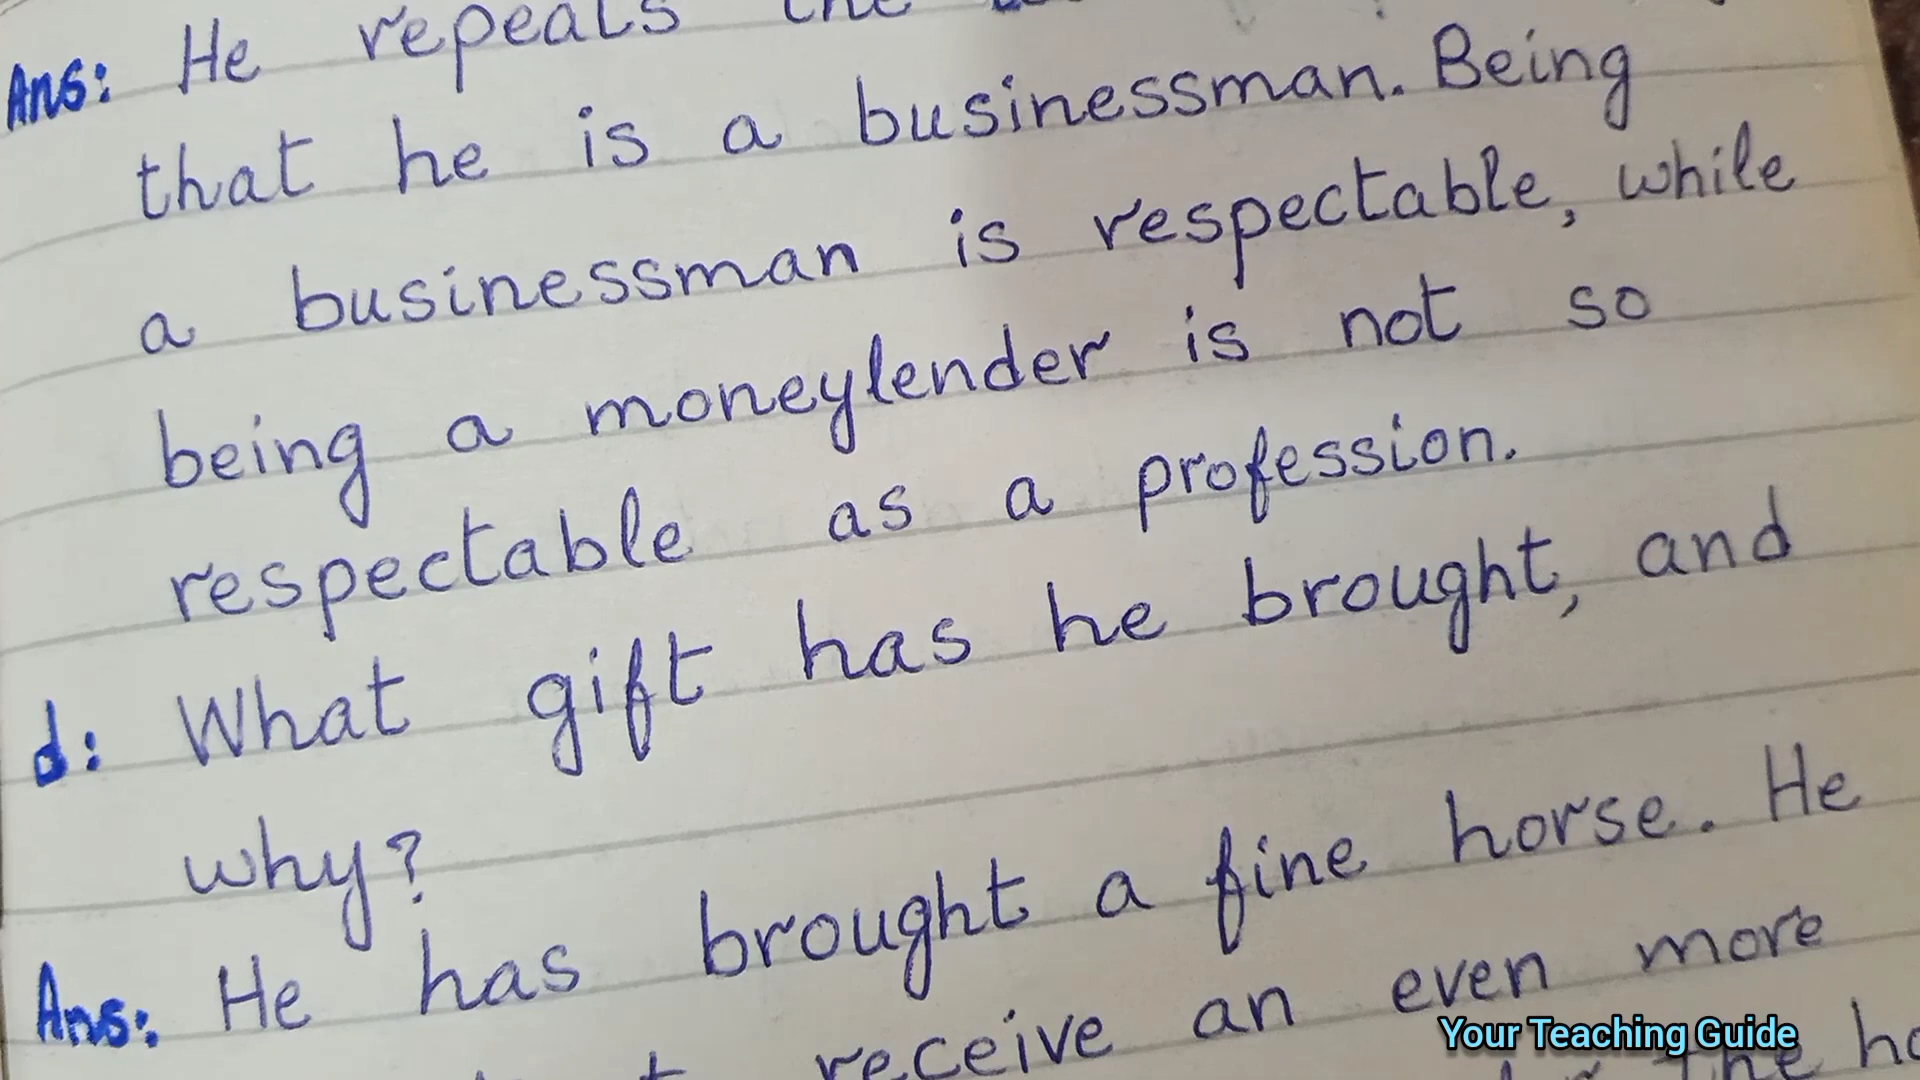 Ans: He repeats the
that he is a businessman. Being
a businessman is respectable, while
being a moneylender is not so
respectable as a profession.
d: What gift has he brought, and
why?
Ans: He has brought a fine horse. He
receive an even more
the
Your Teaching Guide